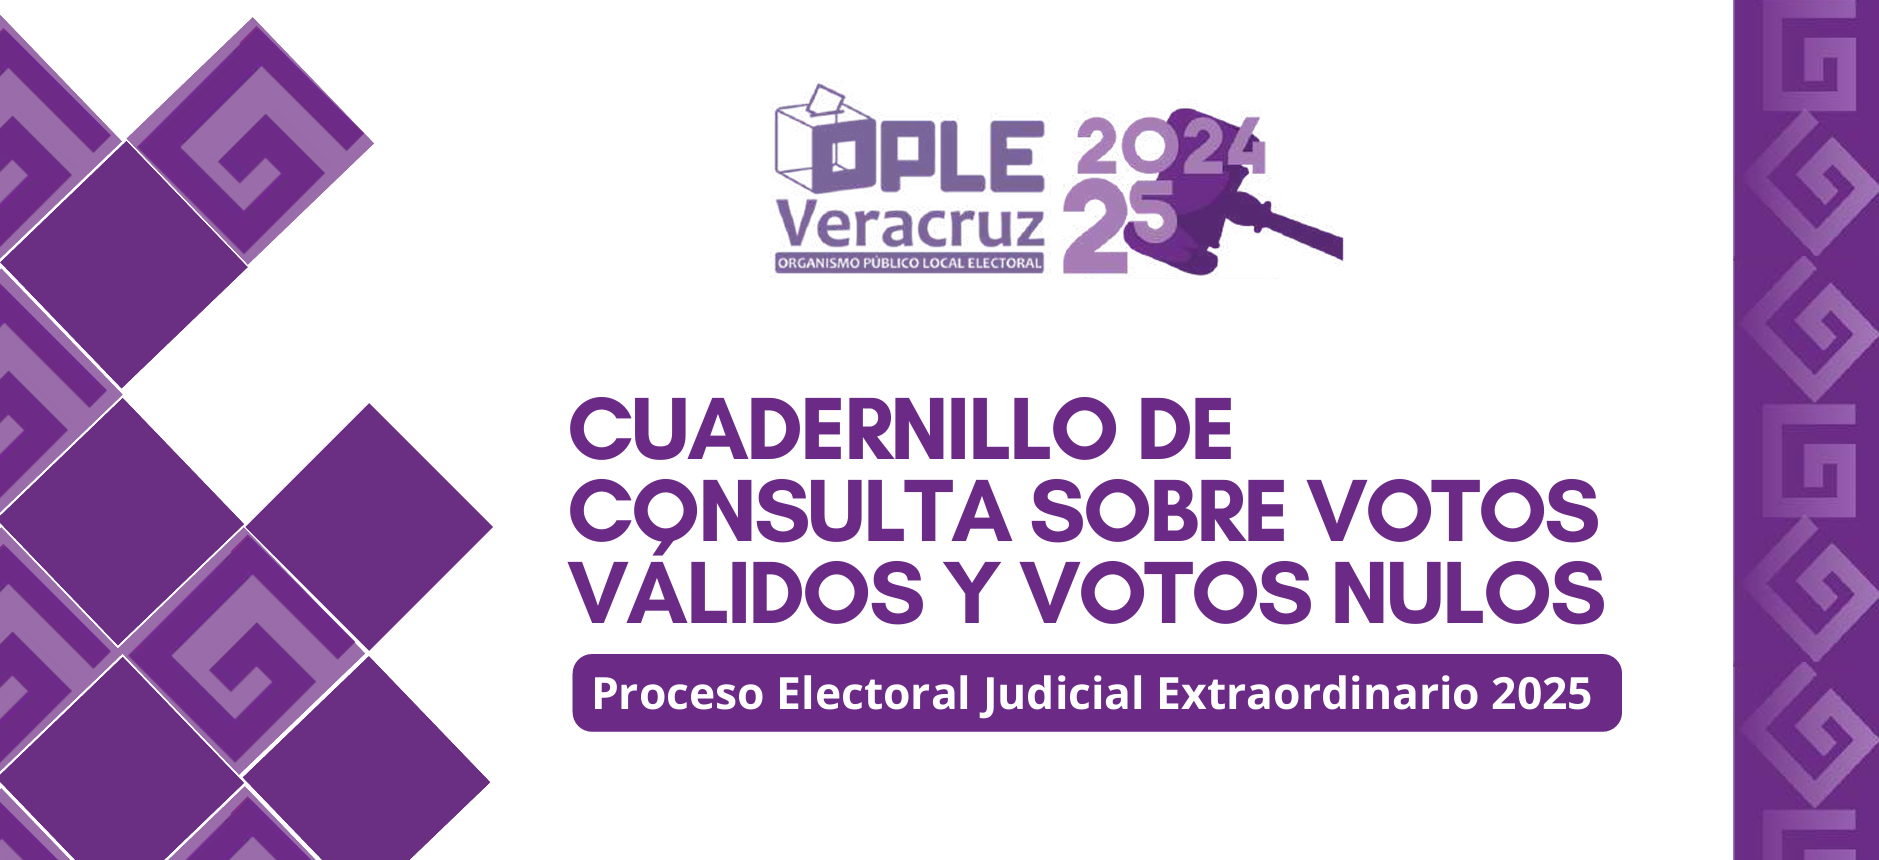 OPLE
Veracruz
ORGANISMO PÚBLICO LOCAL ELECTORAL
2024
25
CUADERNILLO DE
CONSULTA SOBRE VOTOS
VÁLIDOS Y VOTOS NULOS
Proceso Electoral Judicial Extraordinario 2025